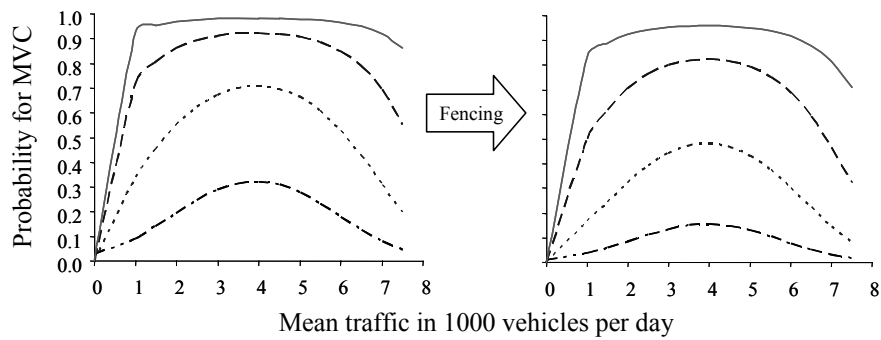 Probability for MVC
1.0
0.9
0.8
0.7
0.6
0.5
0.4
0.3
0.2
0.1
0.0
0 1 2 3 4 5 6 7 8
Fencing
0 1 2 3 4 5 6 7 8
Mean traffic in 1000 vehicles per day